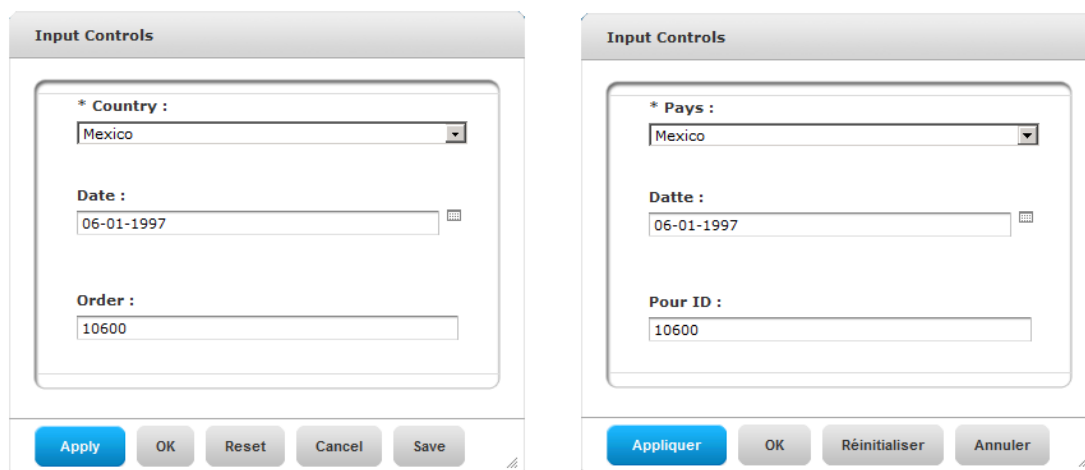 Input Controls
* Country :
Mexico
Date :
06-01-1997
Order :
10600
Apply OK Reset Cancel Save
Input Controls
* Pays :
Mexico
Datte :
06-01-1997
Pour ID :
10600
Appliquer OK Réinitialiser Annuler